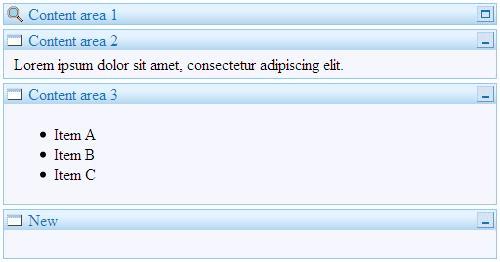 Content area 1
Content area 2
Lorem ipsum dolor sit amet, consectetur adipiscing elit.
Content area 3
Item A
Item B
Item C
New